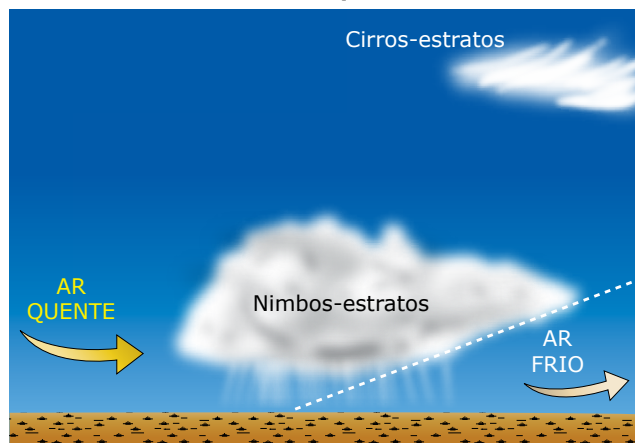 Cirros-estratos
AR
QUENTE
Nimbos-estratos
AR
FRIO